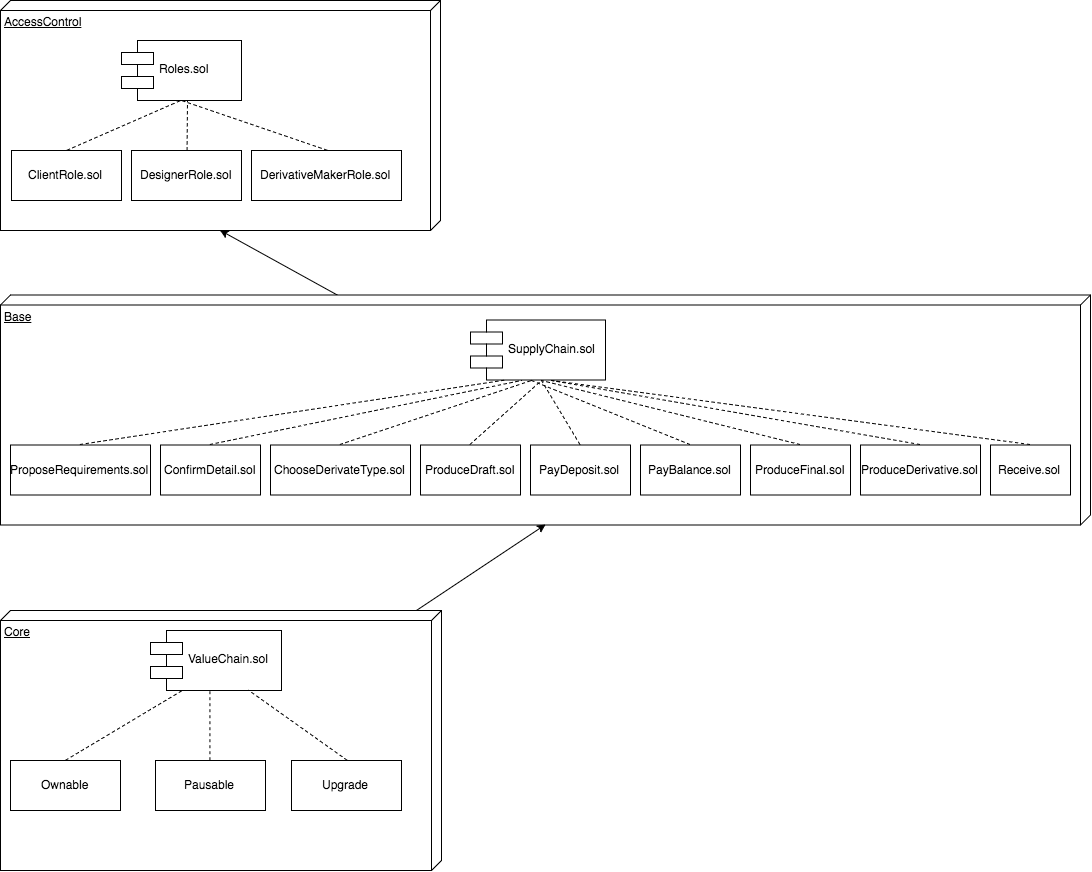 AccessControl
Roles.sol
ClientRole.sol
DesignerRole.sol
DerivativeMakerRole.sol
Base
SupplyChain.sol
ProposeRequirements.sol
ConfirmDetail.sol
ChooseDerivateType.sol
ProduceDraft.sol
PayDeposit.sol
PayBalance.sol
ProduceFinal.sol
ProduceDerivative.sol
Receive.sol
Core
ValueChain.sol
Ownable
Pausable
Upgrade